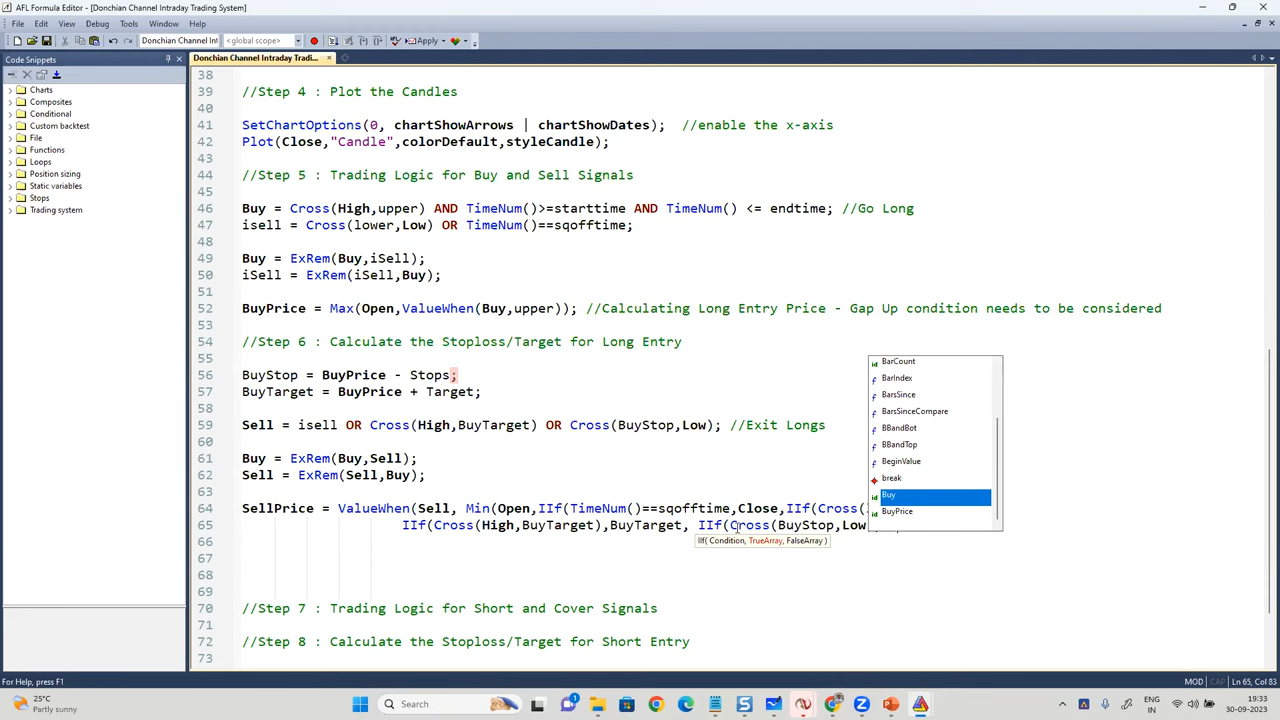 AFL Formula Editor - [Donchian Channel Intraday Trading System]
File Edit View Debug Tools Window Help
Donchian Channel Int <global scope> Apply
Code Snippets
Charts
Composites
Conditional
Custom backtest
File
Functions
Loops
Position sizing
Static variables
Stops
Trading system
Donchian Channel Intraday Tradi...
38
39 //Step 4 : Plot the Candles
40
41 SetChartOptions(0, chartShowArrows | chartShowDates); //enable the x-axis
42 Plot(Close,"Candle",colorDefault,styleCandle);
43
44 //Step 5 : Trading Logic for Buy and Sell Signals
45
46 Buy = Cross(High,upper) AND TimeNum()>=starttime AND TimeNum() <= endtime; //Go Long
47 isell = Cross(lower,Low) OR TimeNum()==sqofftime;
48
49 Buy = ExRem(Buy,iSell);
50 iSell = ExRem(iSell,Buy);
51
52 BuyPrice = Max(Open,ValueWhen(Buy,upper)); //Calculating Long Entry Price - Gap Up condition needs to be considered
53
54 //Step 6 : Calculate the Stoploss/Target for Long Entry
55
56 BuyStop = BuyPrice - Stops;
57 BuyTarget = BuyPrice + Target;
58
59 Sell = isell OR Cross(High,BuyTarget) OR Cross(BuyStop,Low); //Exit Longs
60
61 Buy = ExRem(Buy,Sell);
62 Sell = ExRem(Sell,Buy);
63
64 SellPrice = ValueWhen(Sell, Min(Open,IIf(TimeNum()==sqofftime,Close,IIf(Cross(
65 IIf(Cross(High,BuyTarget),BuyTarget, IIf(Cross(BuyStop,Low
66
67
68
69
70 //Step 7 : Trading Logic for Short and Cover Signals
71
72 //Step 8 : Calculate the Stoploss/Target for Short Entry
73
BarCount
BarIndex
BarsSince
BarsSinceCompare
BBandBot
BBandTop
BeginValue
break
Buy
BuyPrice
IIf( Condition, TrueArray, FalseArray )
For Help, press F1
MOD CAP Ln 65, Col 83
25°C
Partly sunny
Search
ENG
IN
19:33
30-09-2023